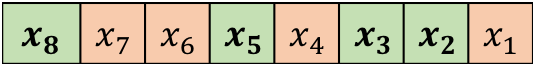 x₈ x₇ x₆ x₅ x₄ x₃ x₂ x₁